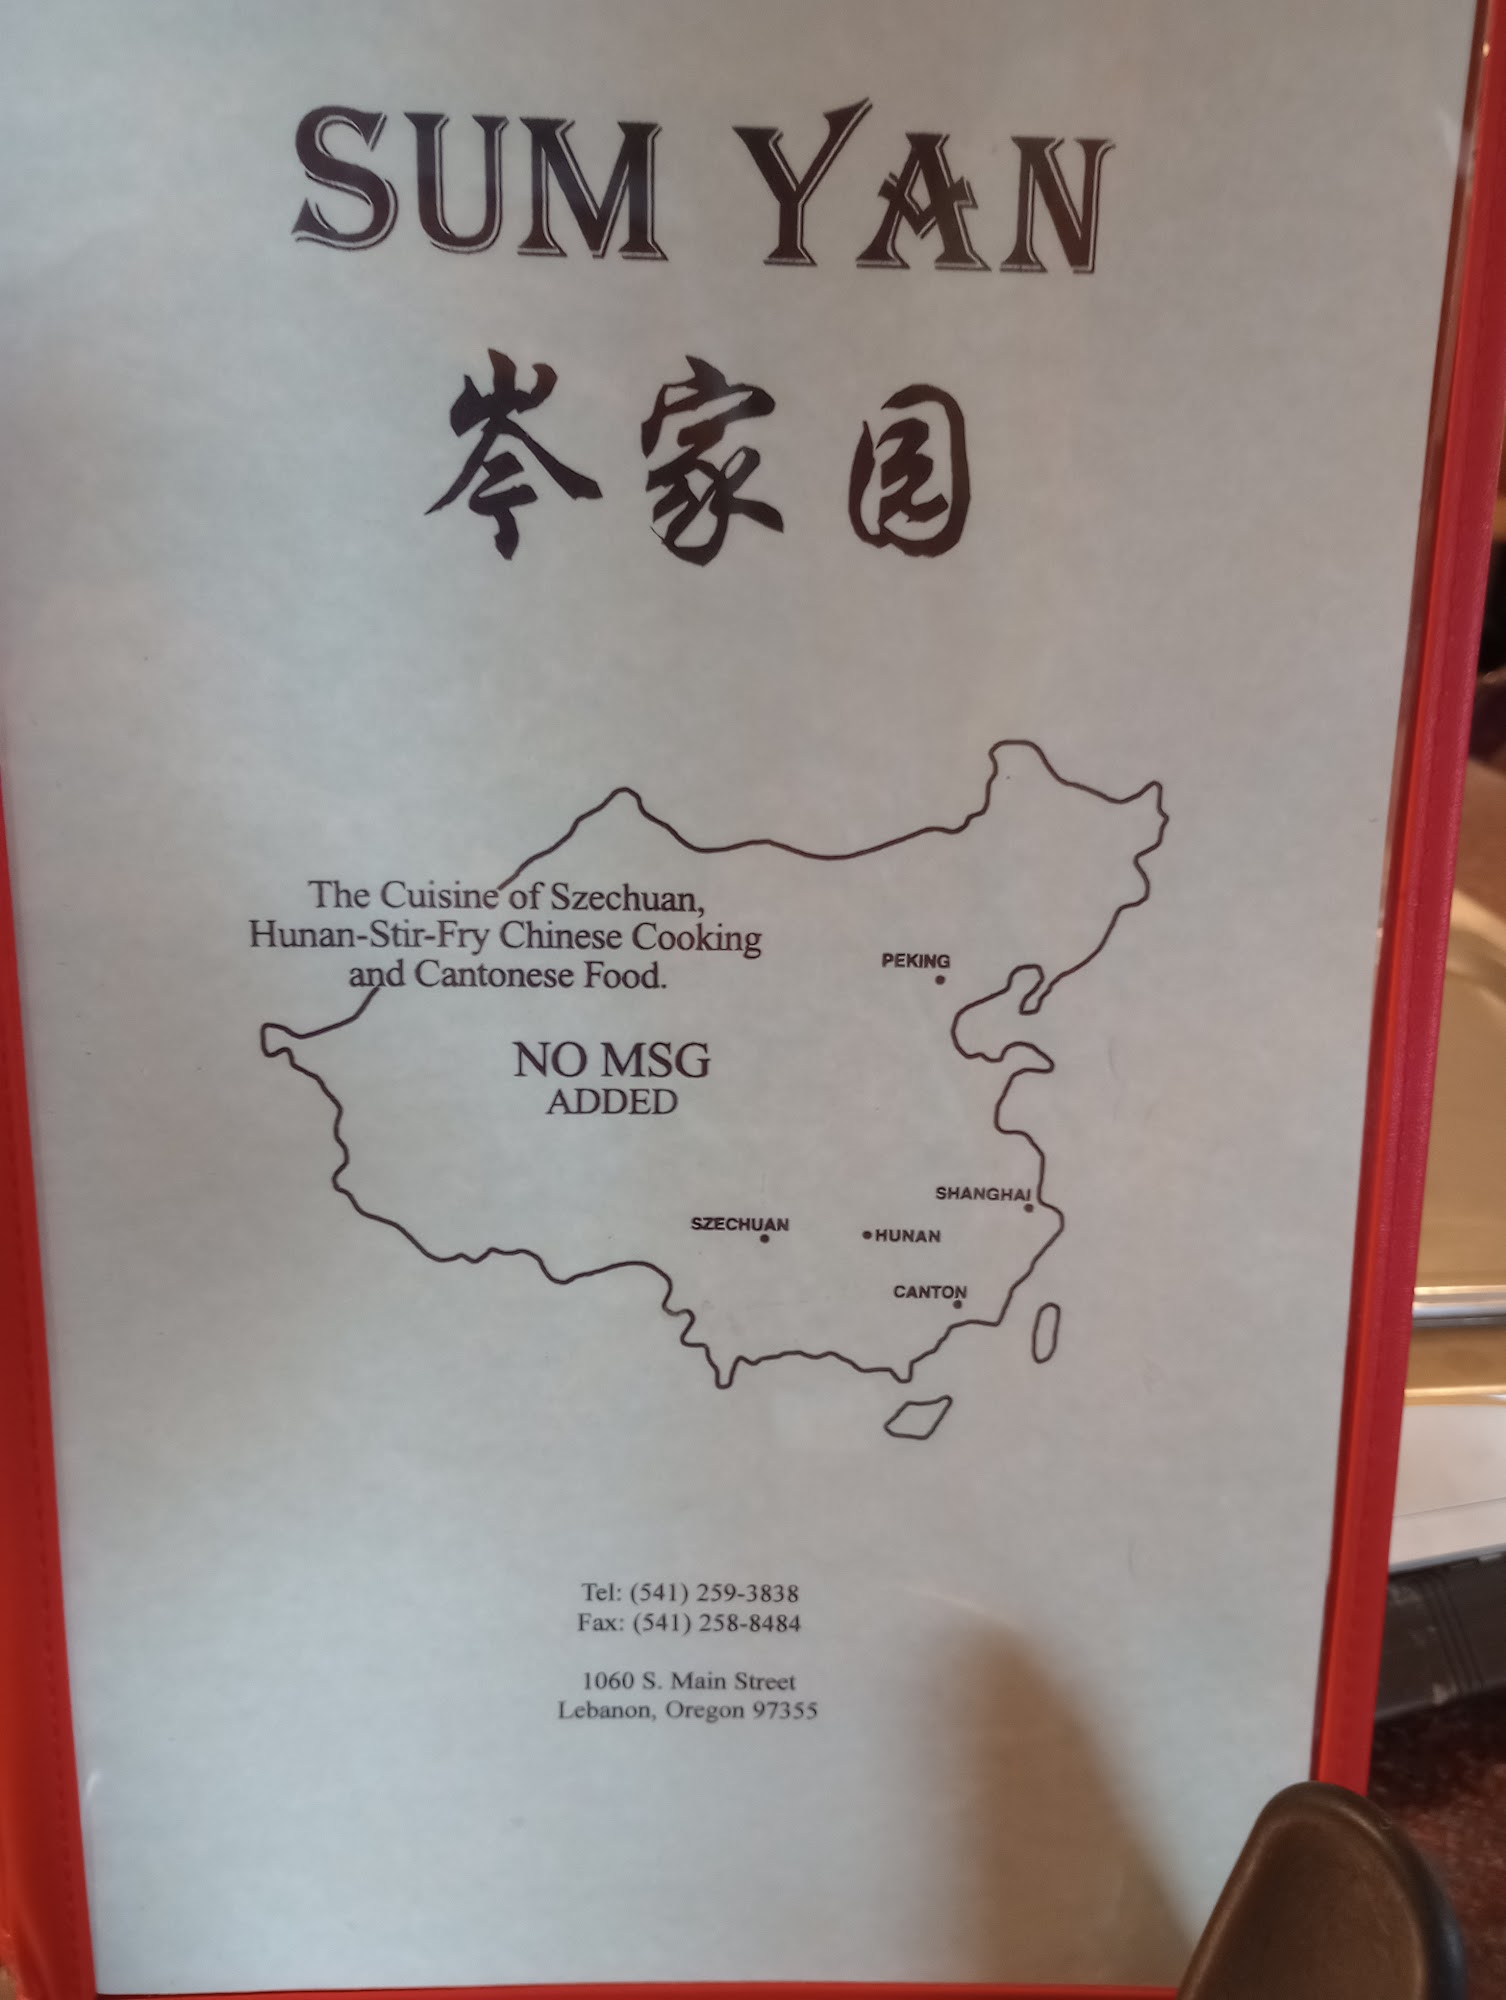 SUM YAN
岑家园
The Cuisine of Szechuan,
Hunan-Stir-Fry Chinese Cooking
and Cantonese Food.
NO MSG
ADDED
PEKING
SHANGHAI
SZECHUAN
HUNAN
CANTON
Tel: (541) 259-3838
Fax: (541) 258-8484
1060 S. Main Street
Lebanon, Oregon 97355